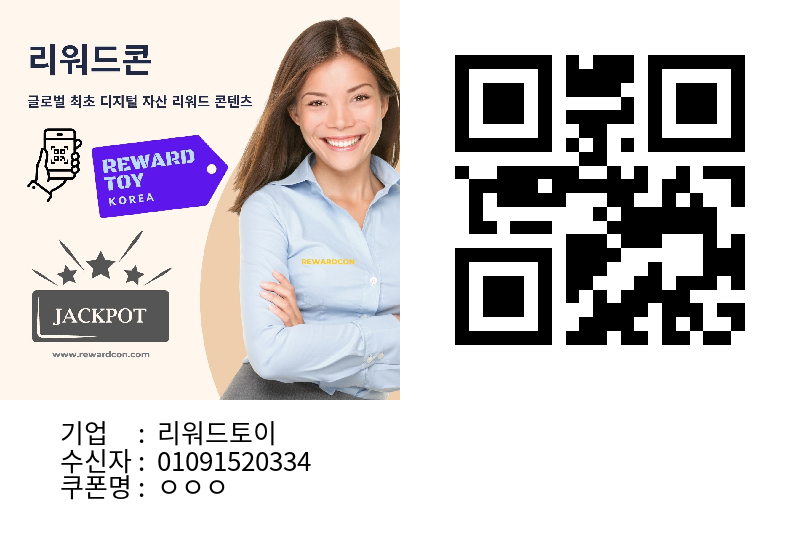 리워드콘
글로벌 최초 디지털 자산 리워드 콘텐츠
REWARD
TOY
KOREA
REWARDCON
JACKPOT
www.rewardcon.com
기업 : 리워드토이
수신자 : 01091520334
쿠폰명 : ㅇㅇㅇ